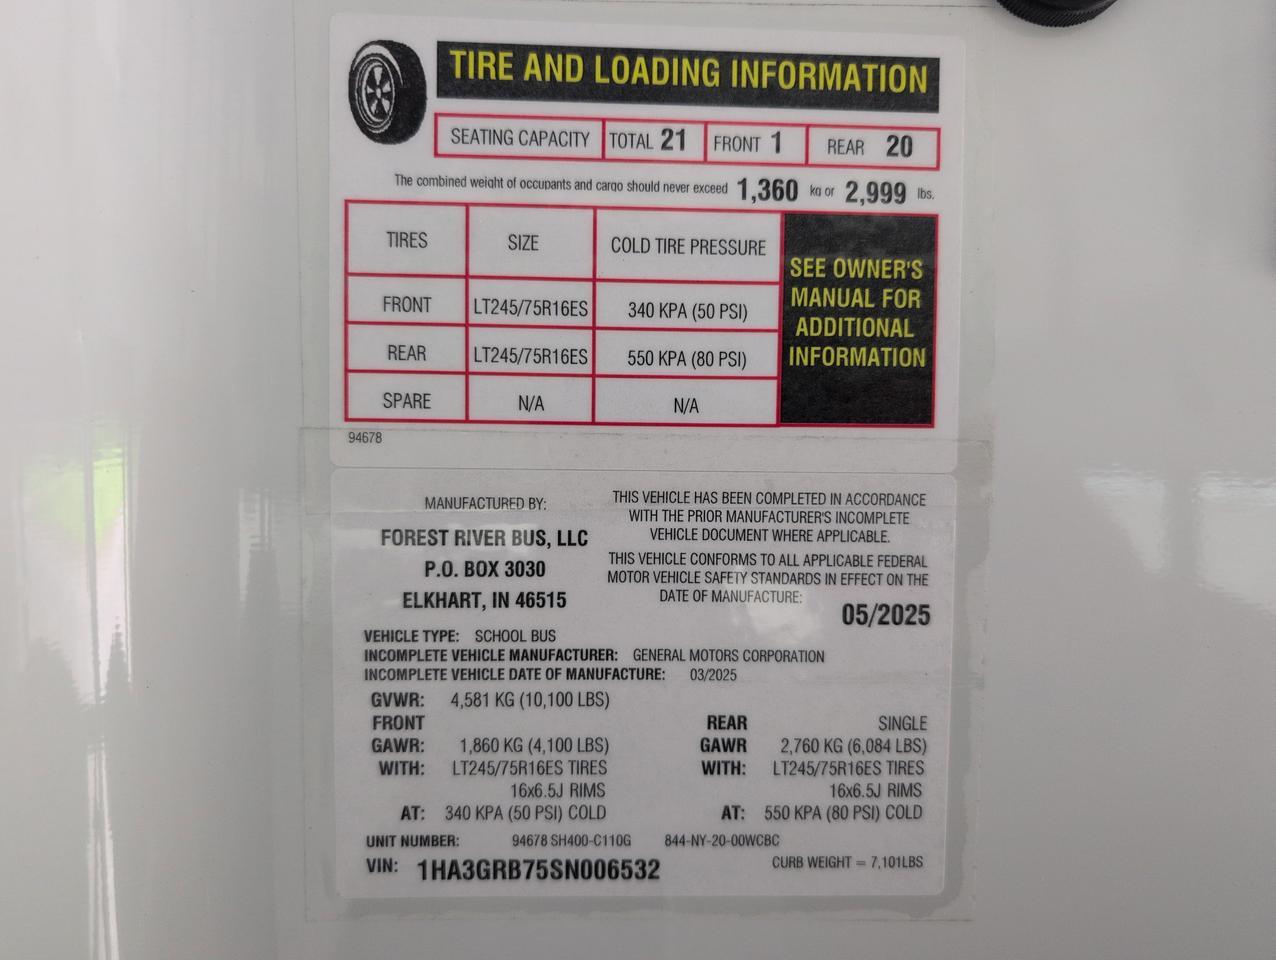 TIRE AND LOADING INFORMATION
SEATING CAPACITY TOTAL 21 FRONT 1 REAR 20
The combined weight of occupants and cargo should never exceed 1,360 kg or 2,999 lbs.
TIRES SIZE COLD TIRE PRESSURE
FRONT LT245/75R16ES 340 KPA (50 PSI)
REAR LT245/75R16ES 550 KPA (80 PSI)
SPARE N/A N/A
SEE OWNER'S
MANUAL FOR
ADDITIONAL
INFORMATION
94678
MANUFACTURED BY:
FOREST RIVER BUS, LLC
P.O. BOX 3030
ELKHART, IN 46515
THIS VEHICLE HAS BEEN COMPLETED IN ACCORDANCE
WITH THE PRIOR MANUFACTURER'S INCOMPLETE
VEHICLE DOCUMENT WHERE APPLICABLE.
THIS VEHICLE CONFORMS TO ALL APPLICABLE FEDERAL
MOTOR VEHICLE SAFETY STANDARDS IN EFFECT ON THE
DATE OF MANUFACTURE:
05/2025
VEHICLE TYPE: SCHOOL BUS
INCOMPLETE VEHICLE MANUFACTURER: GENERAL MOTORS CORPORATION
INCOMPLETE VEHICLE DATE OF MANUFACTURE: 03/2025
GVWR: 4,581 KG (10,100 LBS)
FRONT REAR SINGLE
GAWR: 1,860 KG (4,100 LBS) GAWR 2,760 KG (6,084 LBS)
WITH: LT245/75R16ES TIRES WITH: LT245/75R16ES TIRES
16x6.5J RIMS 16x6.5J RIMS
AT: 340 KPA (50 PSI) COLD AT: 550 KPA (80 PSI) COLD
UNIT NUMBER: 94678 SH400-C110G 844-NY-20-00WCBC
VIN: 1HA3GRB75SN006532 CURB WEIGHT = 7,101LBS